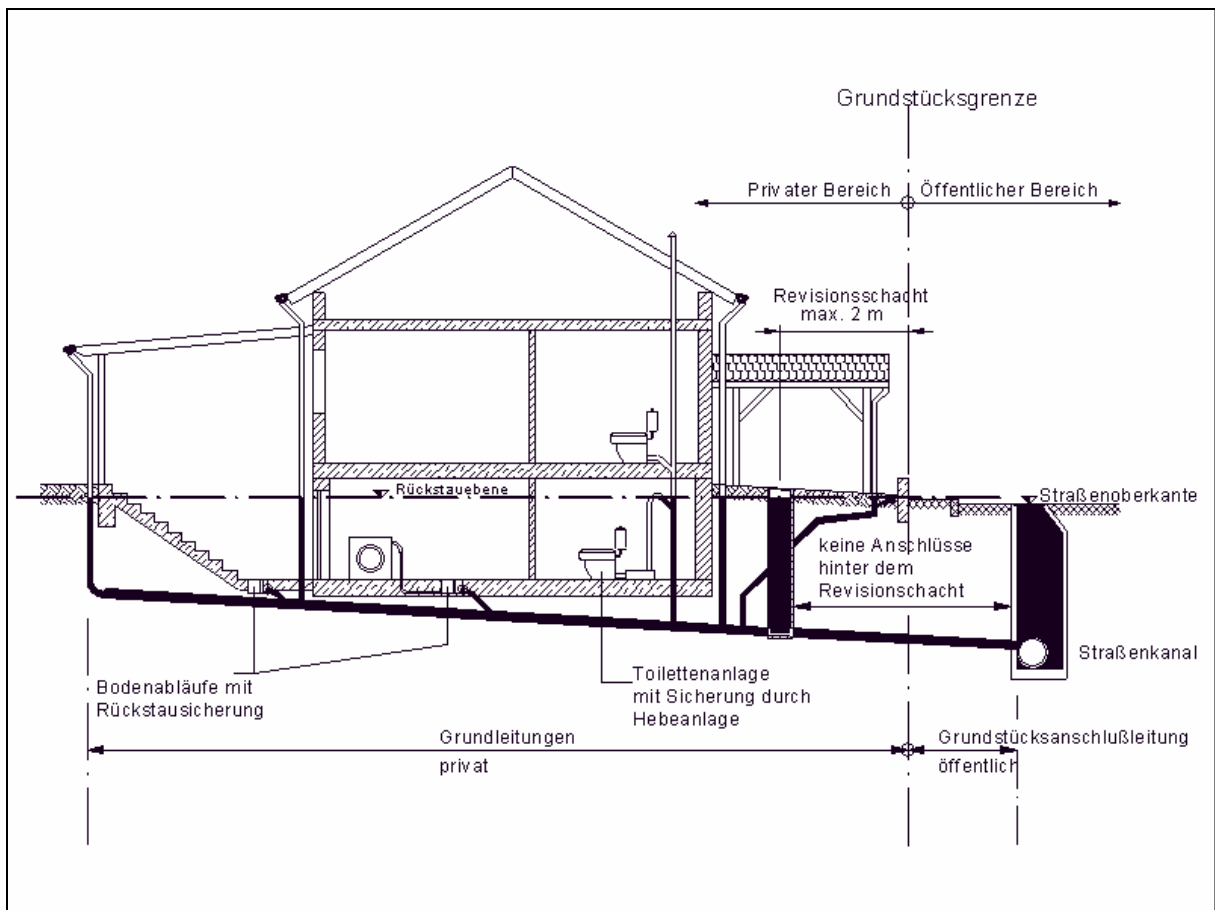 Grundstücksgrenze
Privater Bereich
Öffentlicher Bereich
Revisionsschacht
max. 2 m
Rückstauebene
Straßenoberkante
keine Anschlüsse
hinter dem
Revisionschacht
Straßenkanal
Bodenabläufe mit
Rückstausicherung
Toilettenanlage
mit Sicherung durch
Hebeanlage
Grundleitungen
privat
Grundstücksanschlußleitung
öffentlich